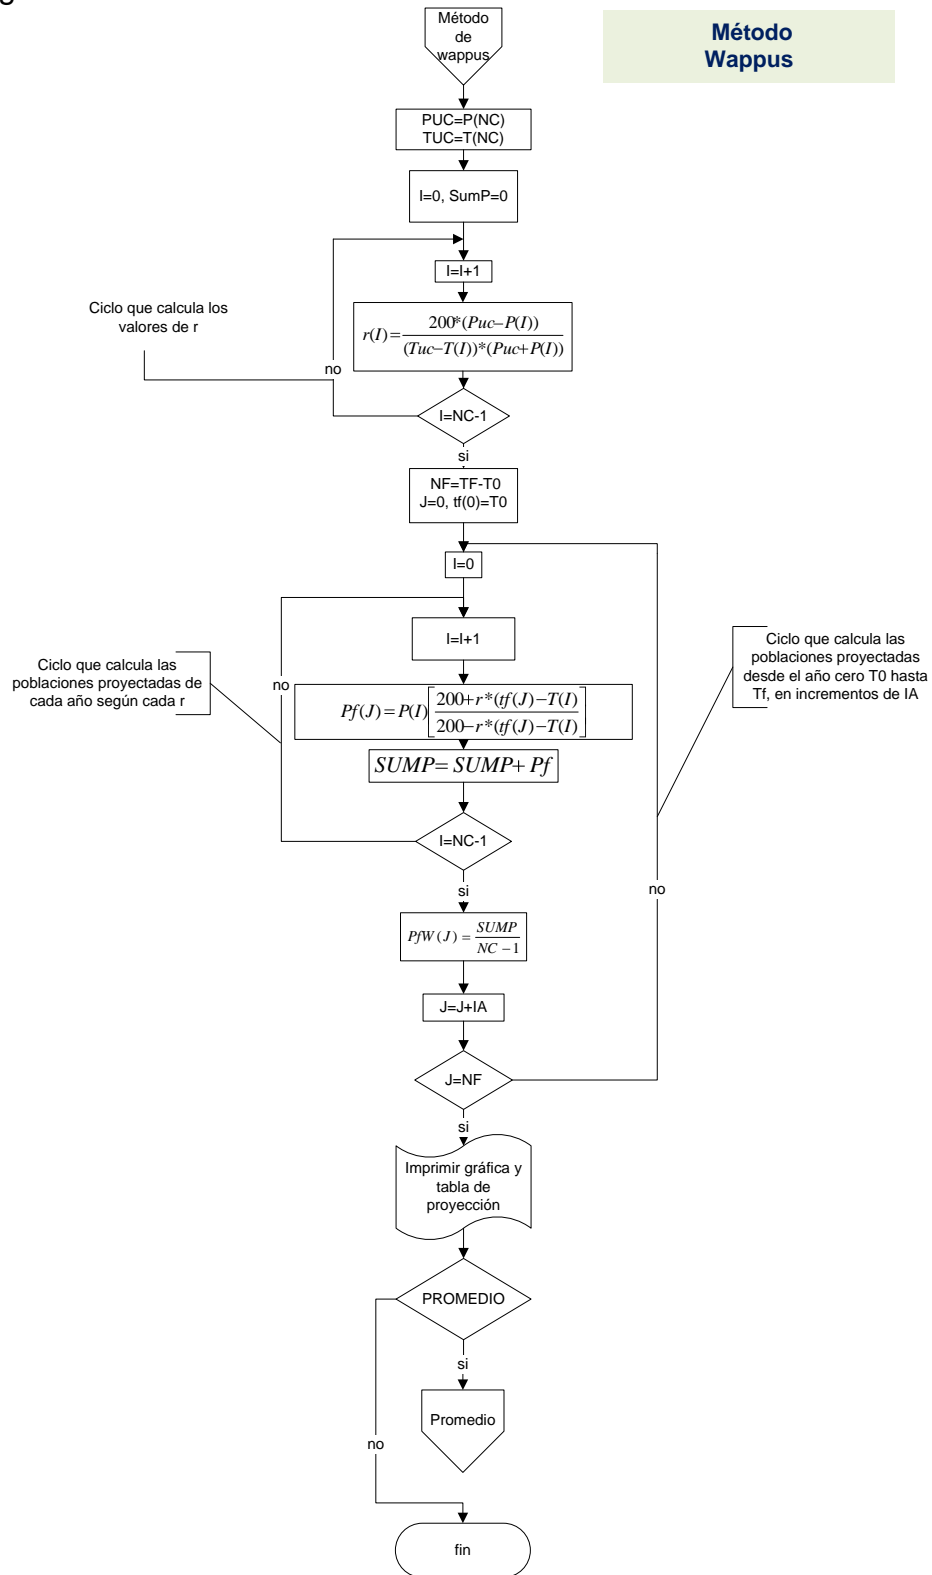 Método
de
wappus
Método
Wappus
PUC=P(NC)
TUC=T(NC)
I=0, SumP=0
I=I+1
Ciclo que calcula los
valores de r
r(I)=200*(Puc−P(I))
(Tuc−T(I))*(Puc+P(I))
no
I=NC-1
si
NF=TF-T0
J=0, tf(0)=T0
I=0
I=I+1
Ciclo que calcula las
poblaciones proyectadas de
cada año según cada r
Ciclo que calcula las
poblaciones proyectadas
desde el año cero T0 hasta
Tf, en incrementos de IA
no
Pf(J)=P(I)[200+r*(tf(J)−T(I)
200−r*(tf(J)−T(I)]
SUMP=SUMP+Pf
I=NC-1
no
si
PfW(J)=SUMP
NC−1
J=J+IA
J=NF
si
Imprimir gráfica y
tabla de
proyección
PROMEDIO
si
Promedio
no
fin